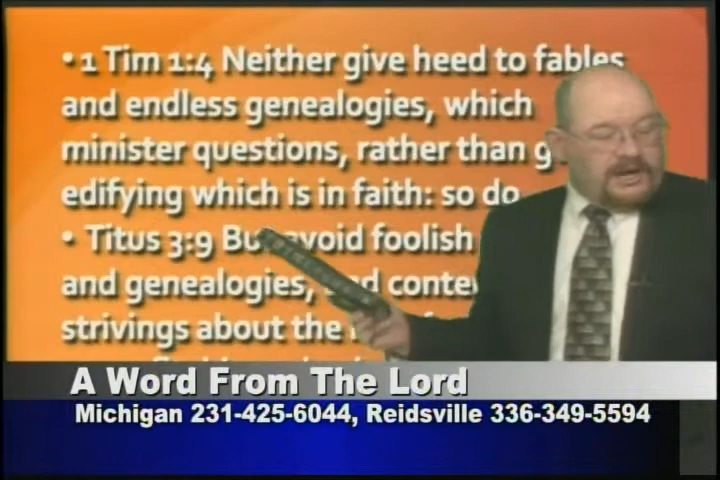 • 1 Tim 1:4 Neither give heed to fables
and endless genealogies, which
minister questions, rather than
edifying which is in faith: so do
• Titus 3:9 avoid foolish
and genealogies,
strivings about the
A Word From The Lord
Michigan 231-425-6044, Reidsville 336-349-5594